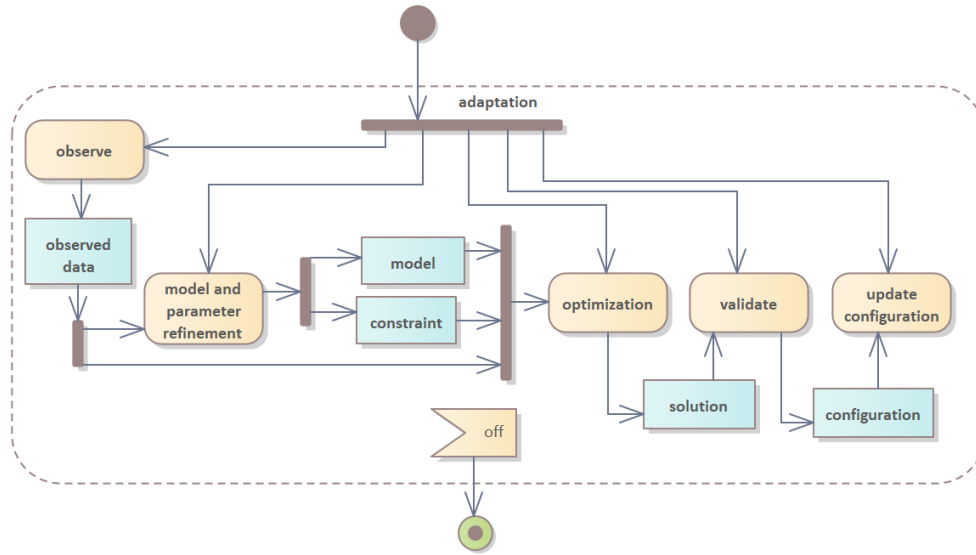 adaptation
observe
observed
data
model and
parameter
refinement
model
constraint
optimization
validate
update
configuration
solution
configuration
off